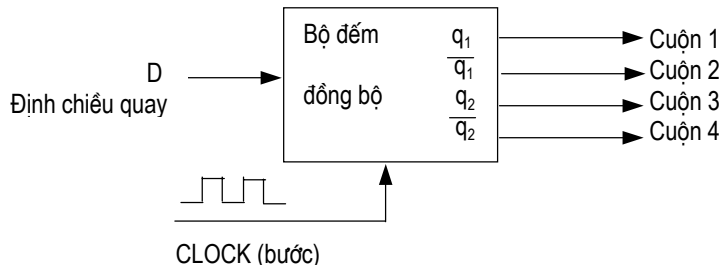 Bộ đếm
q1
Cuộn 1
D
q1
Cuộn 2
Định chiều quay
đồng bộ
q2
Cuộn 3
q2
Cuộn 4
CLOCK (bước)